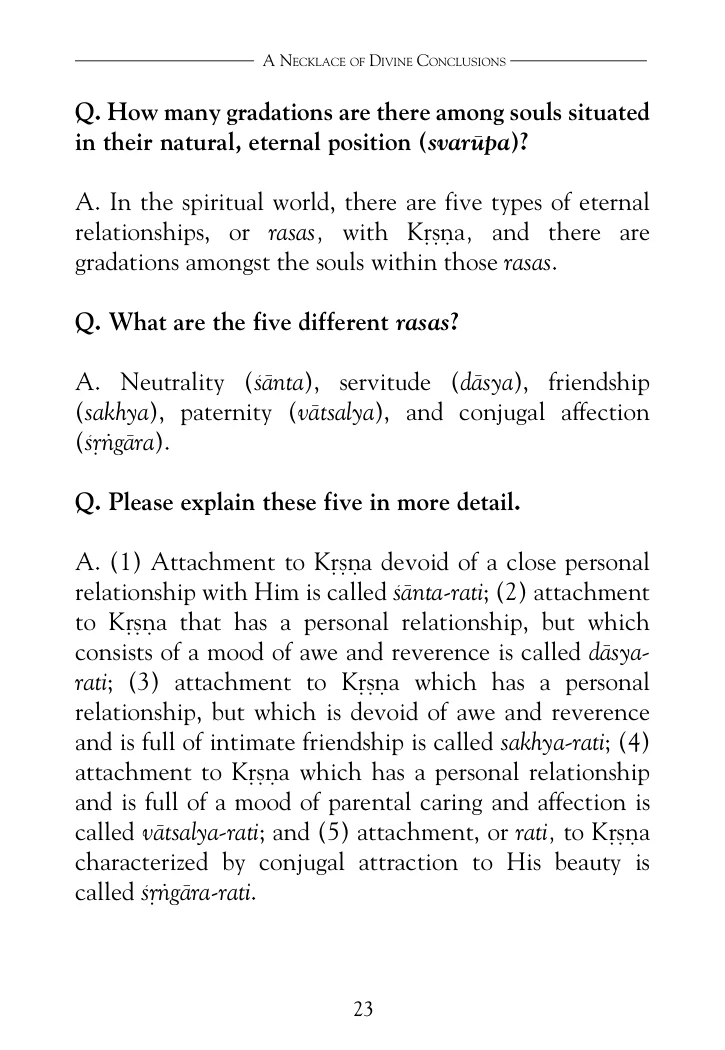 A Necklace of Divine Conclusions
Q. How many gradations are there among souls situated
in their natural, eternal position (svarūpa)?
A. In the spiritual world, there are five types of eternal
relationships, or rasas, with Kṛṣṇa, and there are
gradations amongst the souls within those rasas.
Q. What are the five different rasas?
A. Neutrality (śānta), servitude (dāsya), friendship
(sakhya), paternity (vātsalya), and conjugal affection
(śṛṅgāra).
Q. Please explain these five in more detail.
A. (1) Attachment to Kṛṣṇa devoid of a close personal
relationship with Him is called śānta-rati; (2) attachment
to Kṛṣṇa that has a personal relationship, but which
consists of a mood of awe and reverence is called dāsya-
rati; (3) attachment to Kṛṣṇa which has a personal
relationship, but which is devoid of awe and reverence
and is full of intimate friendship is called sakhya-rati; (4)
attachment to Kṛṣṇa which has a personal relationship
and is full of a mood of parental caring and affection is
called vātsalya-rati; and (5) attachment, or rati, to Kṛṣṇa
characterized by conjugal attraction to His beauty is
called śṛṅgāra-rati.
23